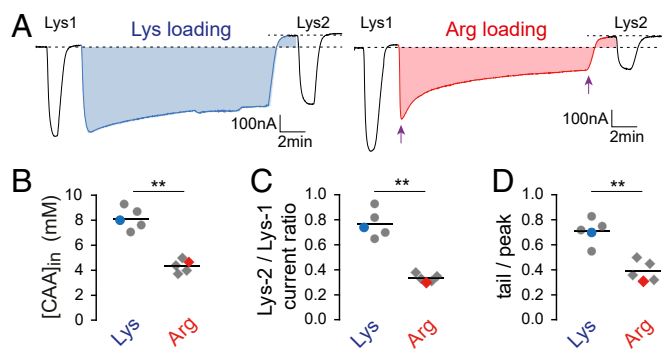 A
Lys1
Lys loading
Lys2
100nA
2min
Lys1
Arg loading
Lys2
100nA
2min
B
[CAA]in (mM)
10
8
6
4
2
0
**
Lys
Arg
C
Lys-2 / Lys-1
current ratio
1.0
0.8
0.6
0.4
0.2
0.0
**
Lys
Arg
D
tail / peak
1.0
0.8
0.6
0.4
0.2
0.0
**
Lys
Arg